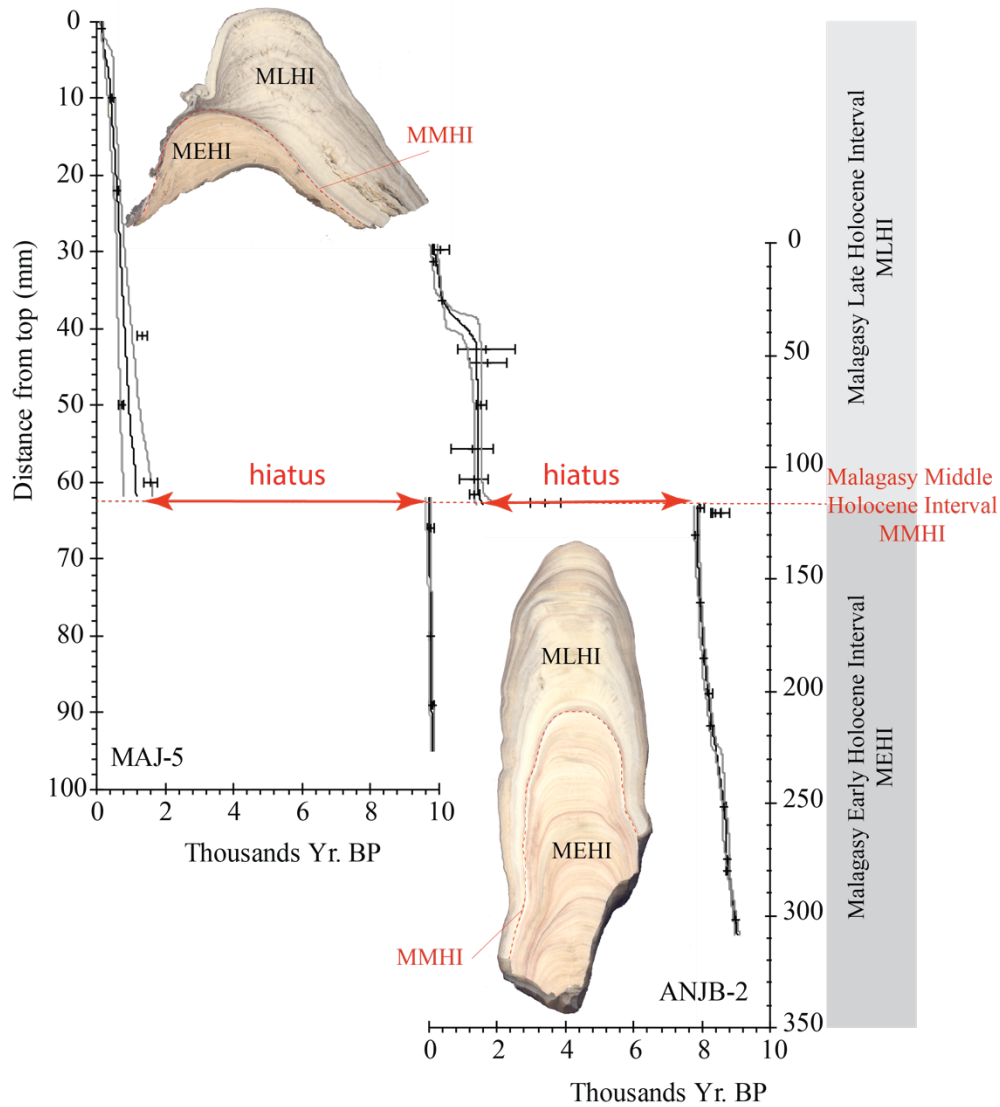 Distance from top (mm)
0
10
20
30
40
50
60
70
80
90
100
MLHI
MEHI
MMHI
hiatus
MAJ-5
0
2
4
6
8
10
Thousands Yr. BP
hiatus
MLHI
MEHI
MMHI
ANJB-2
0
50
100
150
200
250
300
350
0
2
4
6
8
10
Thousands Yr. BP
Malagasy Late Holocene Interval
MLHI
Malagasy Middle
Holocene Interval
MMHI
Malagasy Early Holocene Interval
MEHI